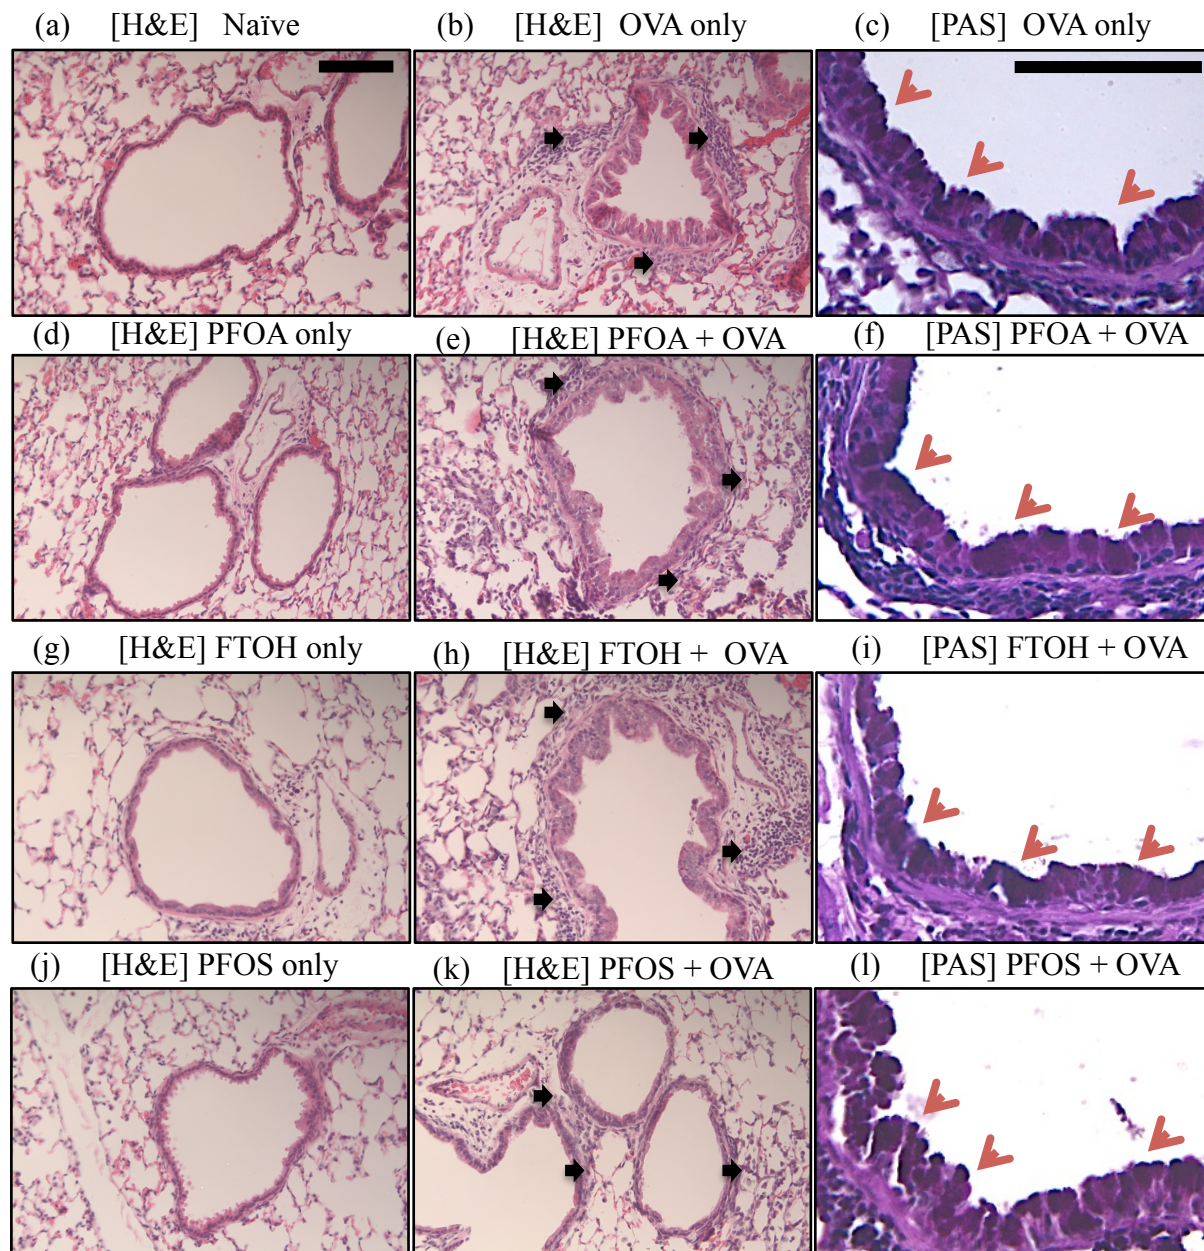 (a) [H&E] Naïve
(b) [H&E] OVA only
(c) [PAS] OVA only
(d) [H&E] PFOA only
(e) [H&E] PFOA + OVA
(f) [PAS] PFOA + OVA
(g) [H&E] FTOH only
(h) [H&E] FTOH + OVA
(i) [PAS] FTOH + OVA
(j) [H&E] PFOS only
(k) [H&E] PFOS + OVA
(l) [PAS] PFOS + OVA